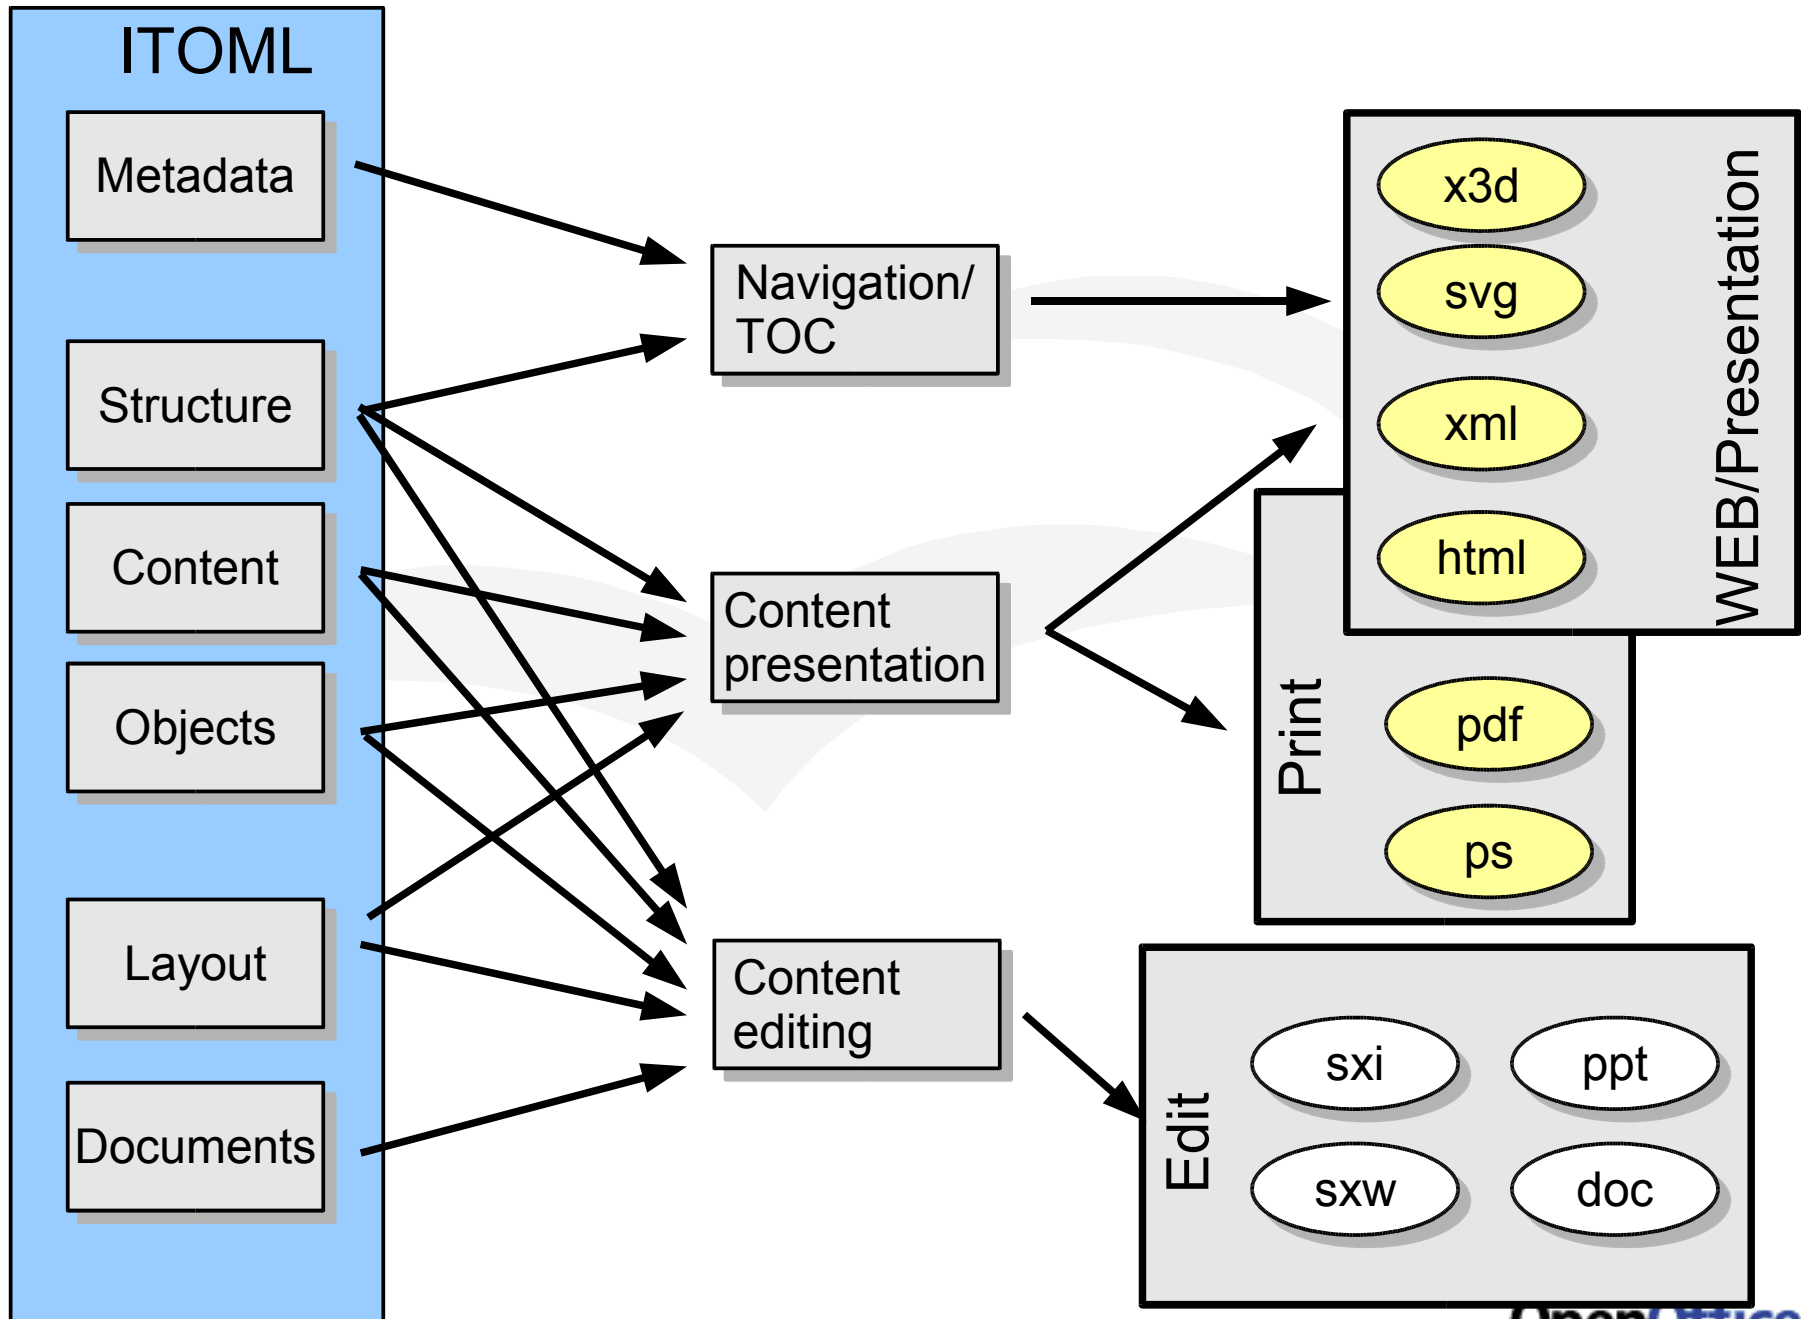 ITOML
Metadata
Structure
Content
Objects
Layout
Documents
Navigation/
TOC
Content
presentation
Content
editing
x3d
svg
xml
html
WEB/Presentation
pdf
ps
Print
sxi
ppt
sxw
doc
Edit
OpenOffice